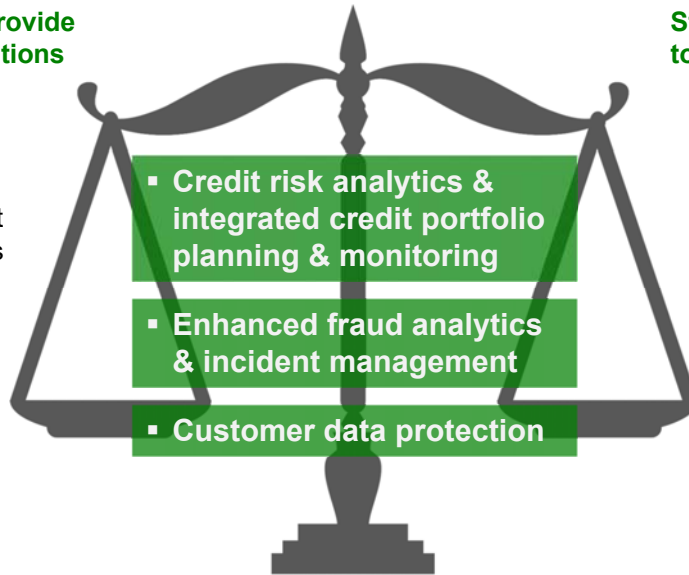 rovide
tions
▪ Credit risk analytics &
integrated credit portfolio
planning & monitoring
▪ Enhanced fraud analytics
& incident management
▪ Customer data protection